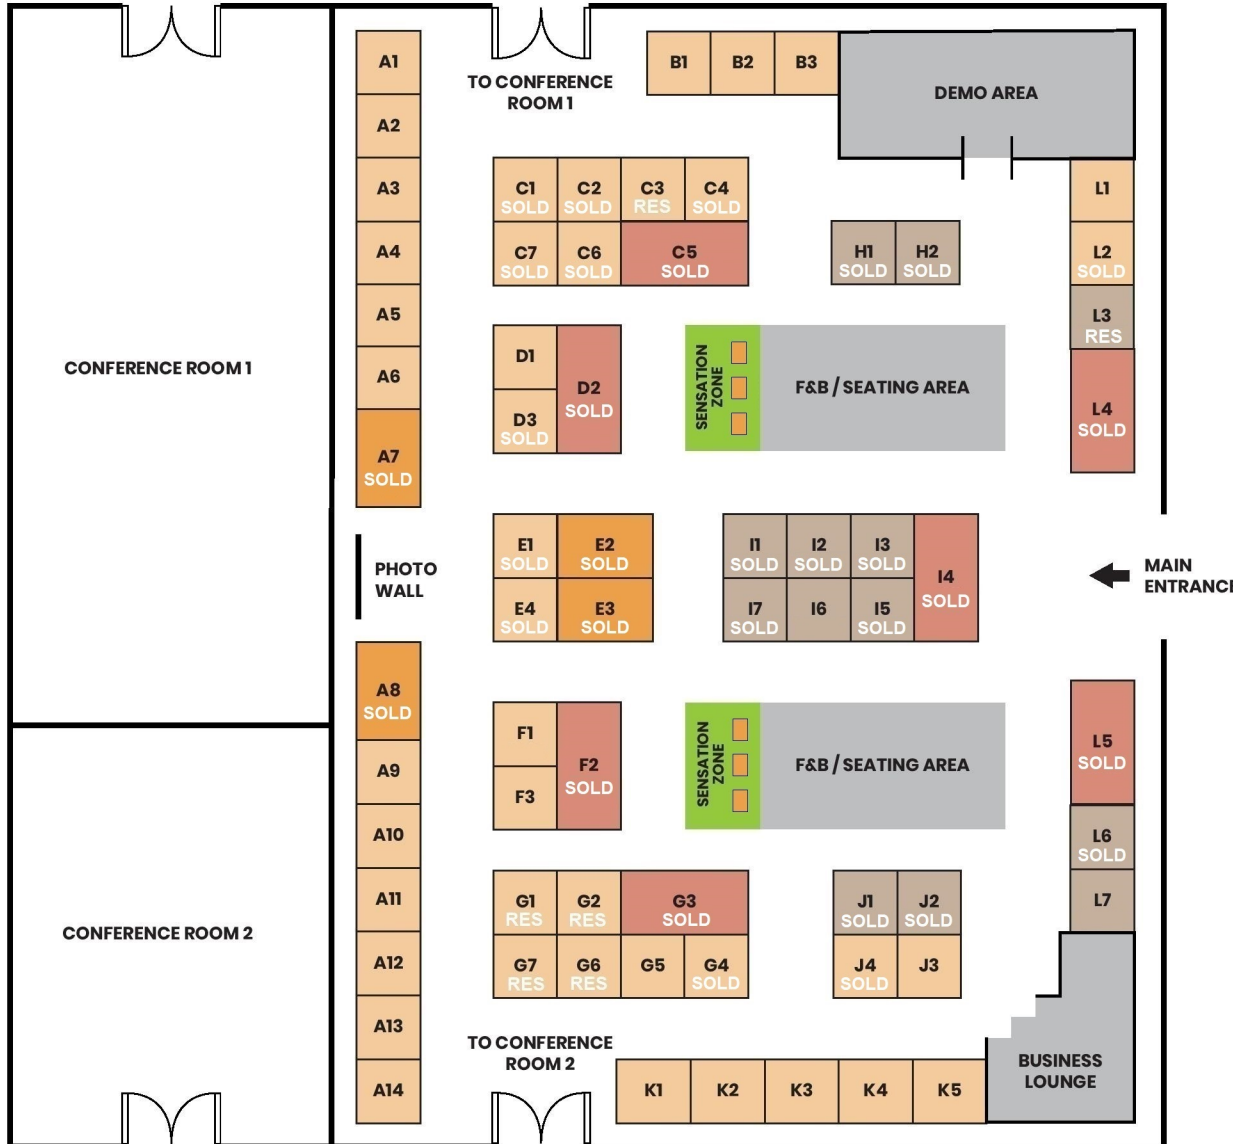 A1
A2
A3
A4
A5
A6
A7
SOLD
PHOTO
WALL
A8
SOLD
A9
A10
A11
A12
A13
A14
CONFERENCE ROOM 1
CONFERENCE ROOM 2
TO CONFERENCE
ROOM 1
B1 B2 B3
DEMO AREA
C1 C2 C3 C4
SOLD SOLD RES SOLD
C7 C6 C5
SOLD SOLD SOLD
H1 H2
SOLD SOLD
L1
L2
SOLD
L3
RES
L4
SOLD
D1
D2
SOLD
D3
SOLD
SENSATION
ZONE
F&B / SEATING AREA
E1 E2
SOLD SOLD
E4 E3
SOLD SOLD
I1 I2 I3
SOLD SOLD SOLD
I4
SOLD
I7 I6 I5
SOLD SOLD
MAIN
ENTRANCE
F1
F2
SOLD
F3
SENSATION
ZONE
F&B / SEATING AREA
L5
SOLD
L6
SOLD
L7
G1 G2 G3
RES RES SOLD
G7 G6 G5 G4
RES RES SOLD
J1 J2
SOLD SOLD
J4 J3
SOLD
TO CONFERENCE
ROOM 2
K1 K2 K3 K4 K5
BUSINESS
LOUNGE